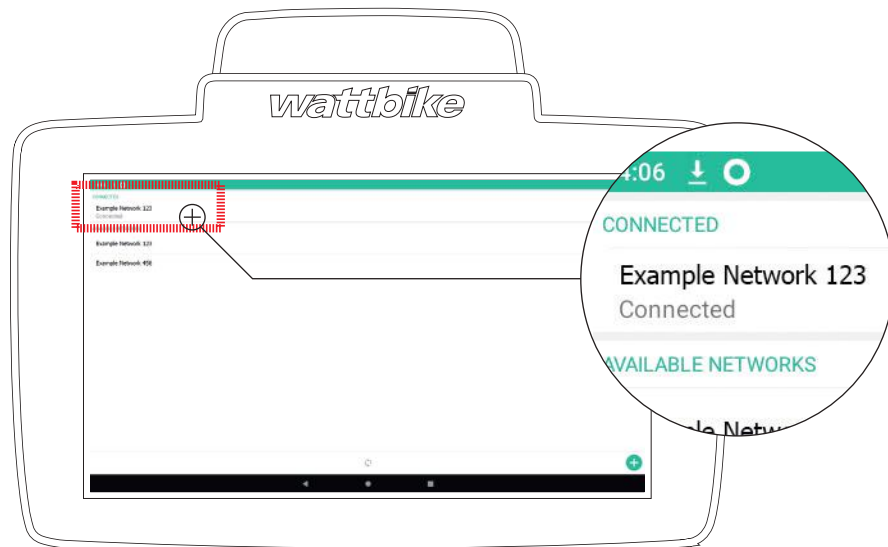 wattbike
CONNECTED
Example Network 123
Connected
Example Network 123
Example Network 456
4:06
CONNECTED
Example Network 123
Connected
AVAILABLE NETWORKS